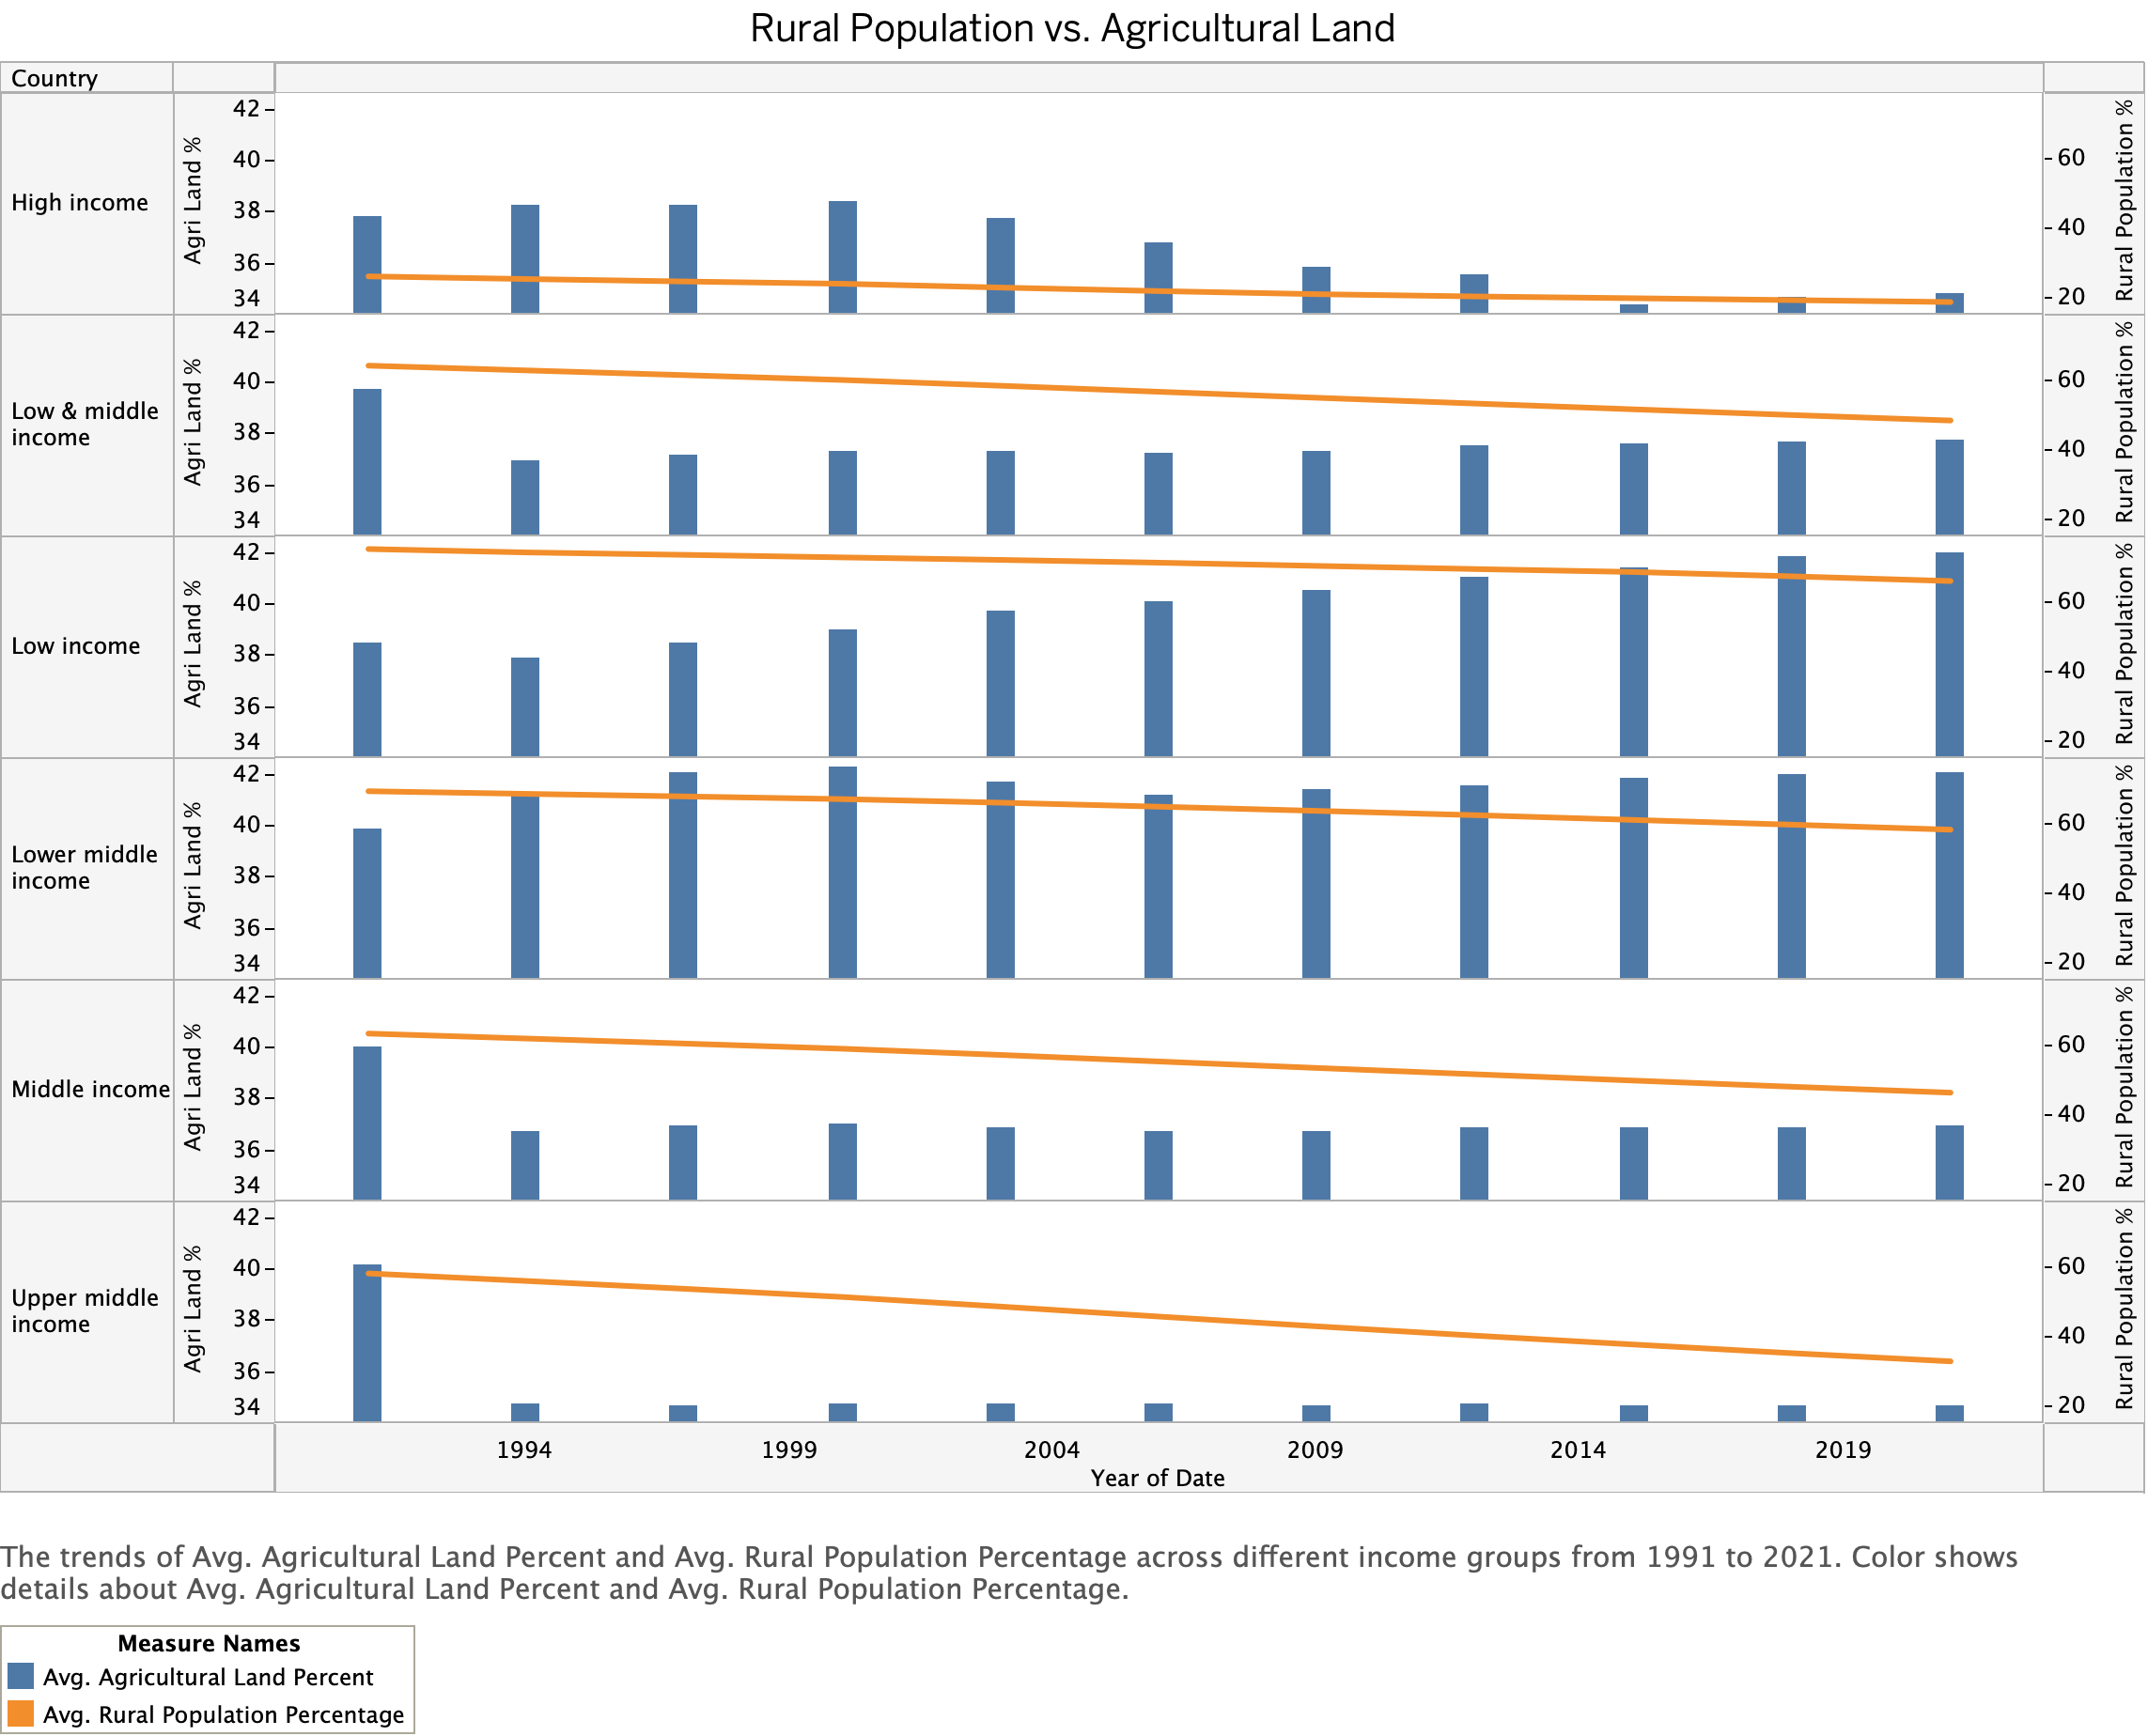 Rural Population vs. Agricultural Land
Country
High income
Agri Land %
42
40
38
36
34
60
40
20
Rural Population %
Low & middle
income
Agri Land %
42
40
38
36
34
60
40
20
Rural Population %
Low income
Agri Land %
42
40
38
36
34
60
40
20
Rural Population %
Lower middle
income
Agri Land %
42
40
38
36
34
60
40
20
Rural Population %
Middle income
Agri Land %
42
40
38
36
34
60
40
20
Rural Population %
Upper middle
income
Agri Land %
42
40
38
36
34
60
40
20
Rural Population %
1994 1999 2004 2009 2014 2019
Year of Date
The trends of Avg. Agricultural Land Percent and Avg. Rural Population Percentage across different income groups from 1991 to 2021. Color shows
details about Avg. Agricultural Land Percent and Avg. Rural Population Percentage.
Measure Names
Avg. Agricultural Land Percent
Avg. Rural Population Percentage